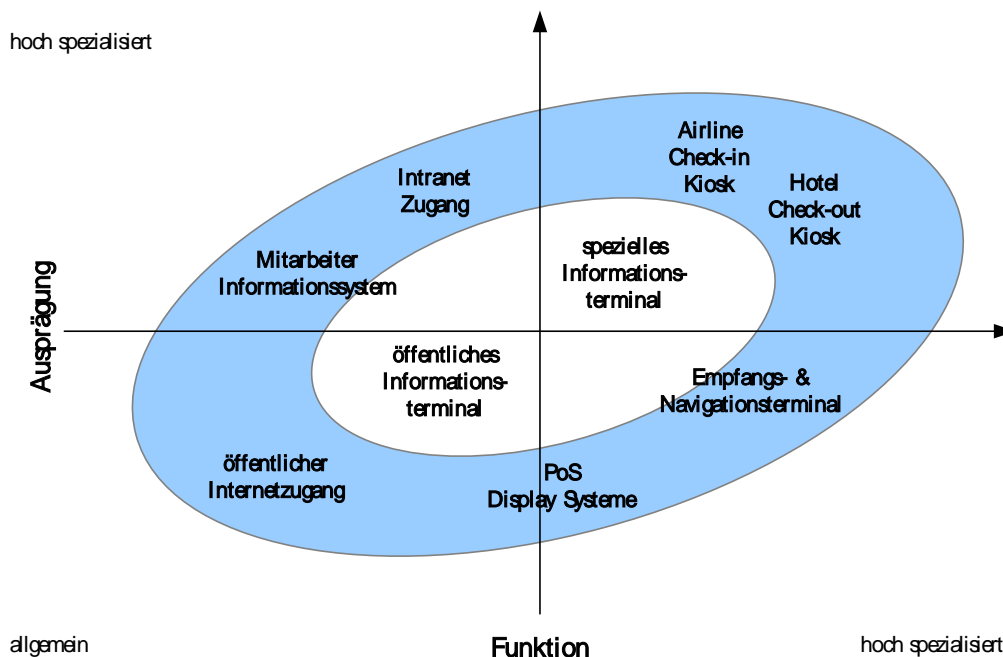 hoch spezialisiert
Airline
Check-in
Kiosk
Hotel
Check-out
Kiosk
Intranet
Zugang
Mitarbeiter
Informationssystem
spezielles
Informations-
terminal
Ausprägung
öffentliches
Informations-
terminal
Empfangs- &
Navigationsterminal
öffentlicher
Internetzugang
PoS
Display Systeme
allgemein
Funktion
hoch spezialisiert